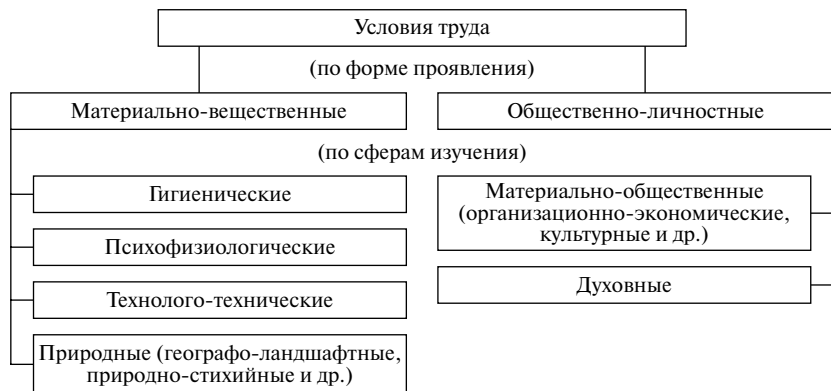 Условия труда
(по форме проявления)
Материально-вещественные
Общественно-личностные
(по сферам изучения)
Гигиенические
Психофизиологические
Технолого-технические
Природные (географо-ландшафтные,
природно-стихийные и др.)
Материально-общественные
(организационно-экономические,
культурные и др.)
Духовные